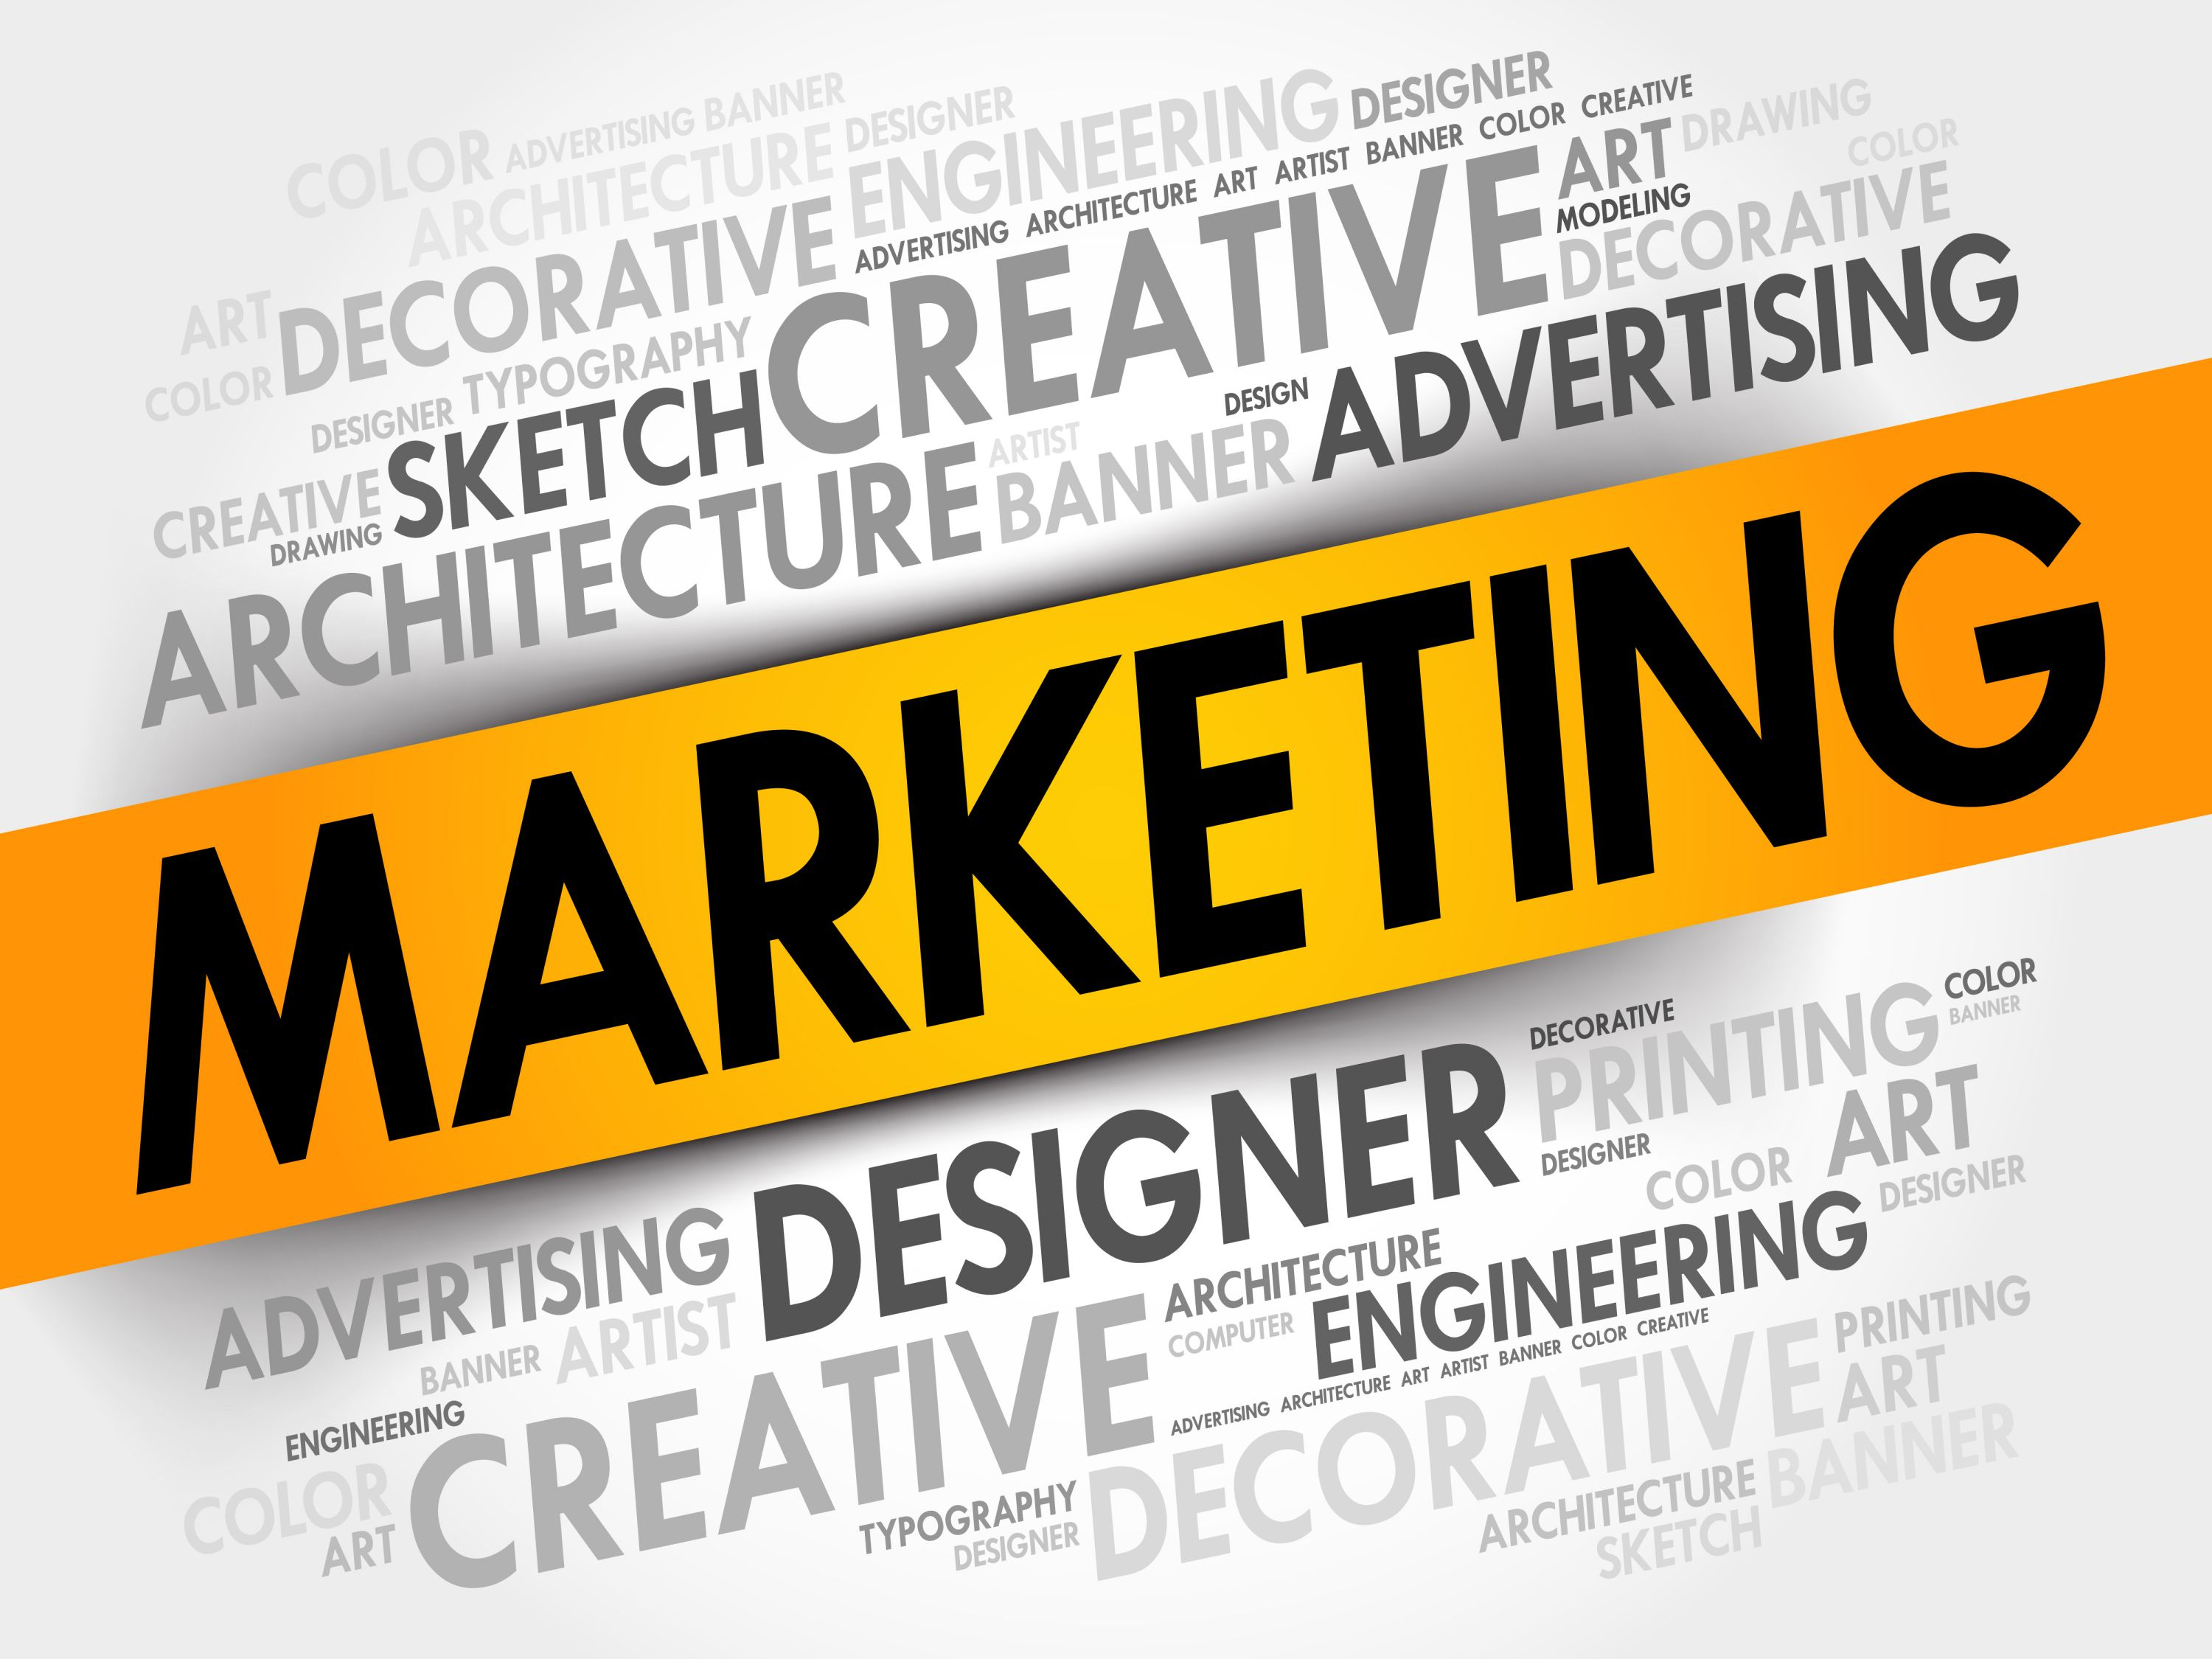 COLOR ADVERTISING BANNER
ARCHITECTURE DESIGNER
ENGINEERING DESIGNER
ADVERTISING ARCHITECTURE ART ARTIST BANNER COLOR CREATIVE
ART DRAWING
COLOR
MODELING
DECORATIVE
ART DECORATIVE
COLOR
CREATIVE
TYPOGRAPHY
DESIGNER
SKETCH
DESIGN ADVERTISING
CREATIVE
DRAWING
ARTIST
ARCHITECTURE BANNER
MARKETING
DECORATIVE
PRINTING COLOR
BANNER
DESIGNER
DESIGNER
COLOR ART
DESIGNER
ADVERTISING
BANNER ARTIST
ARCHITECTURE
COMPUTER ENGINEERING
ADVERTISING ARCHITECTURE ART ARTIST BANNER COLOR CREATIVE
ENGINEERING
CREATIVE
COLOR
ART
TYPOGRAPHY
DESIGNER
DECORATIVE
PRINTING
ART
ARCHITECTURE BANNER
SKETCH